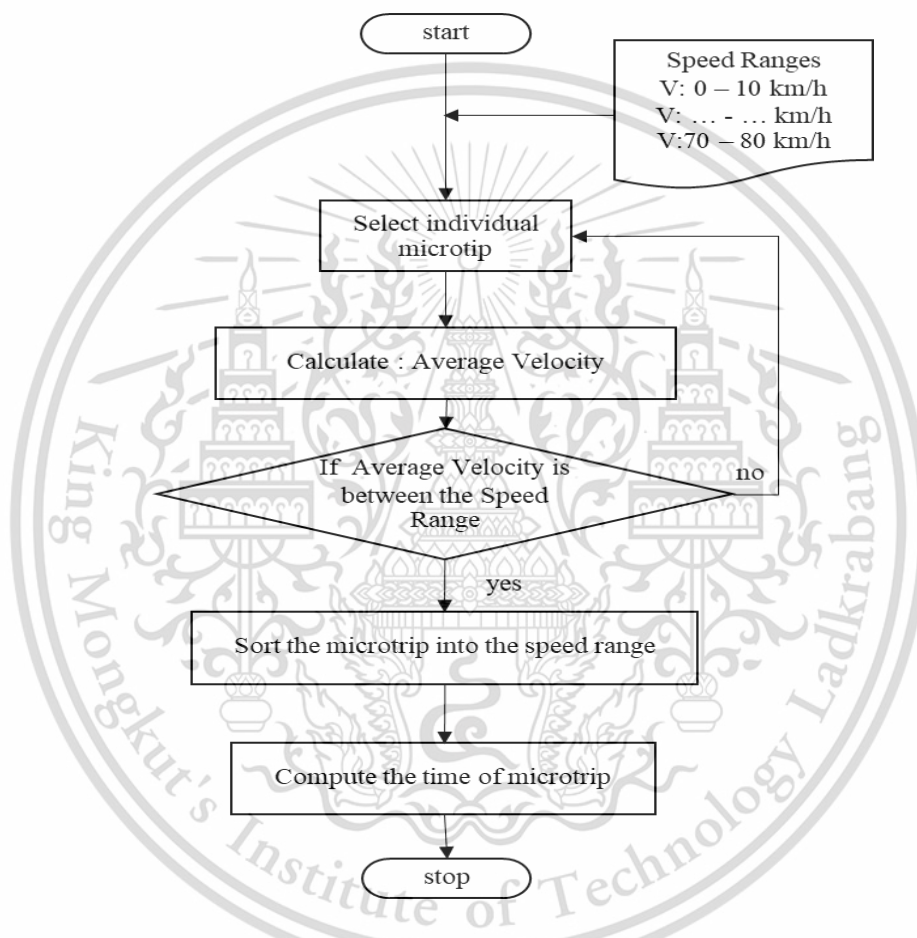 start
Speed Ranges
V: 0 – 10 km/h
V: … - … km/h
V:70 – 80 km/h
Select individual
microtip
Calculate : Average Velocity
If Average Velocity is
between the Speed
Range
no
yes
Sort the microtrip into the speed range
Compute the time of microtrip
stop
King Mongkut's Institute of Technology Ladkrabang